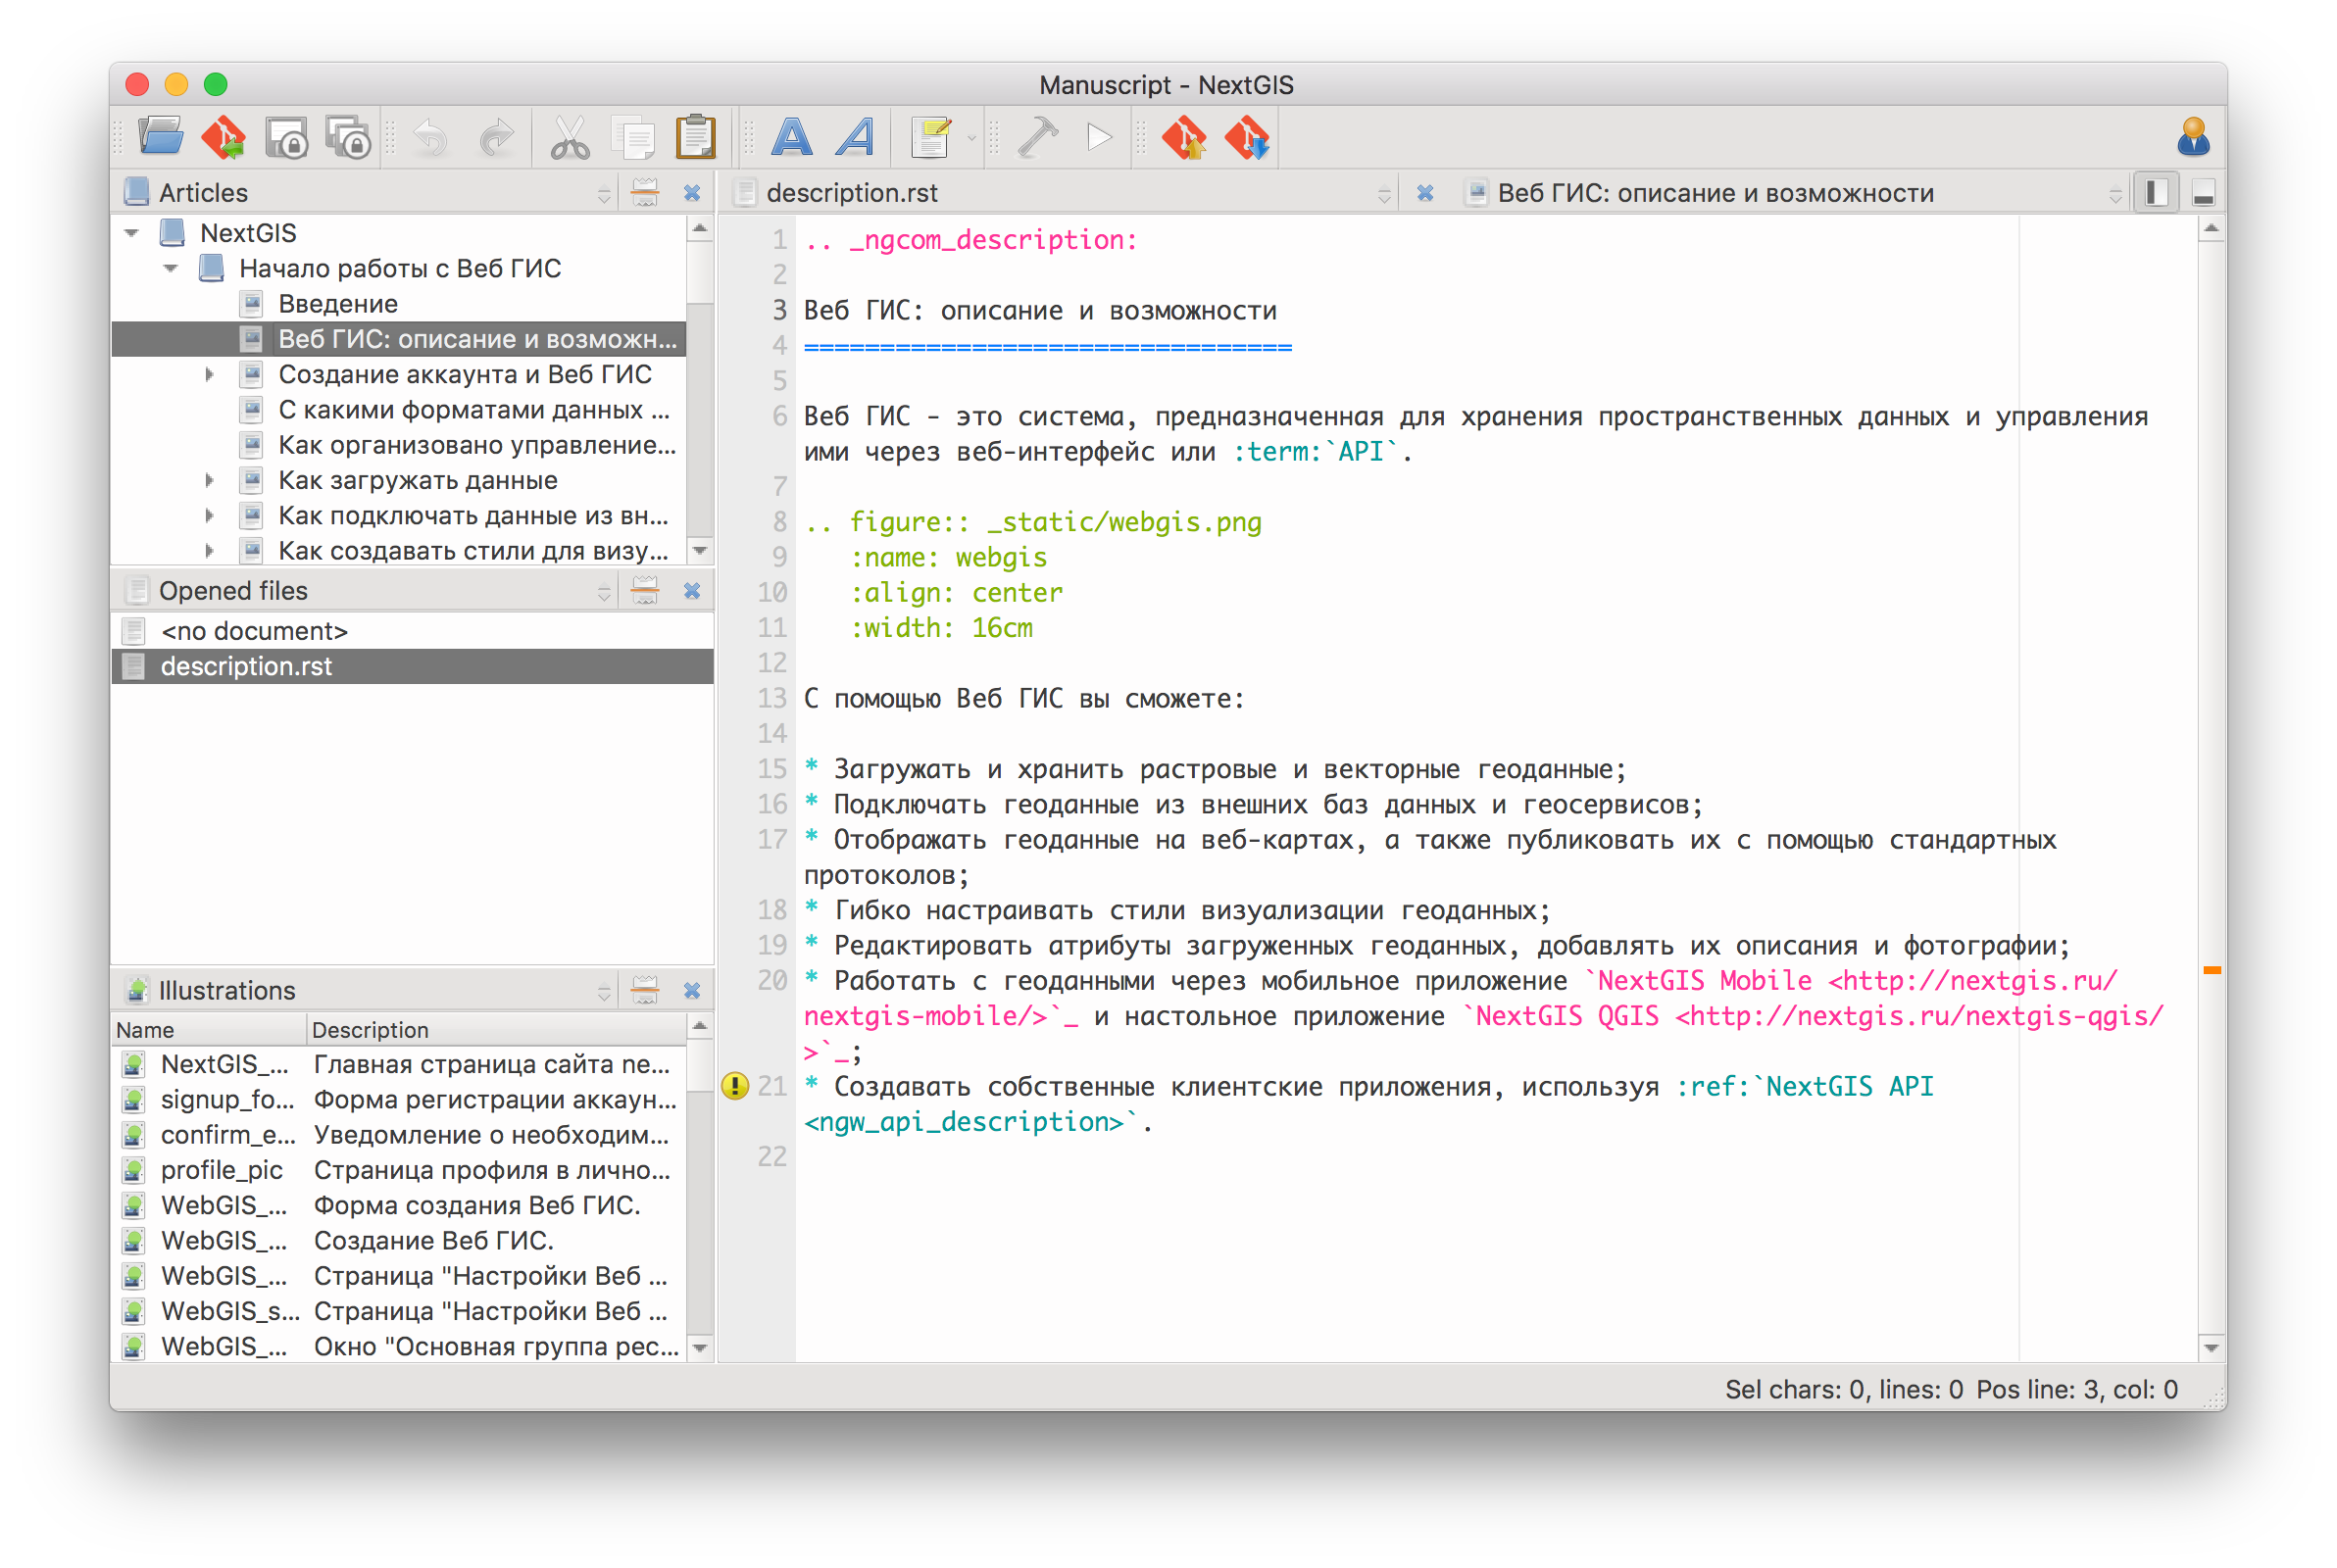 Manuscript - NextGIS
Articles
NextGIS
Начало работы с Веб ГИС
Введение
Веб ГИС: описание и возможн...
Создание аккаунта и Веб ГИС
С какими форматами данных ...
Как организовано управление...
Как загружать данные
Как подключать данные из вн...
Как создавать стили для визу...
Opened files
<no document>
description.rst
Illustrations
Name Description
NextGIS_... Главная страница сайта ne...
signup_fo... Форма регистрации аккаун...
confirm_e... Уведомление о необходим...
profile_pic Страница профиля в лично...
WebGIS_... Форма создания Веб ГИС.
WebGIS_... Создание Веб ГИС.
WebGIS_... Страница "Настройки Веб ...
WebGIS_s... Страница "Настройки Веб ...
WebGIS_... Окно "Основная группа рес...
description.rst Веб ГИС: описание и возможности
1 .. _ngcom_description:
2
3 Веб ГИС: описание и возможности
4 ================================
5
6 Веб ГИС - это система, предназначенная для хранения пространственных данных и управления
ими через веб-интерфейс или :term:`API`.
7
8 .. figure:: _static/webgis.png
9 :name: webgis
10 :align: center
11 :width: 16cm
12
13 С помощью Веб ГИС вы сможете:
14
15 * Загружать и хранить растровые и векторные геоданные;
16 * Подключать геоданные из внешних баз данных и геосервисов;
17 * Отображать геоданные на веб-картах, а также публиковать их с помощью стандартных
протоколов;
18 * Гибко настраивать стили визуализации геоданных;
19 * Редактировать атрибуты загруженных геоданных, добавлять их описания и фотографии;
20 * Работать с геоданными через мобильное приложение `NextGIS Mobile <http://nextgis.ru/
nextgis-mobile/>`_ и настольное приложение `NextGIS QGIS <http://nextgis.ru/nextgis-qgis/
>`_;
21 * Создавать собственные клиентские приложения, используя :ref:`NextGIS API
<ngw_api_description>`.
22
Sel chars: 0, lines: 0 Pos line: 3, col: 0